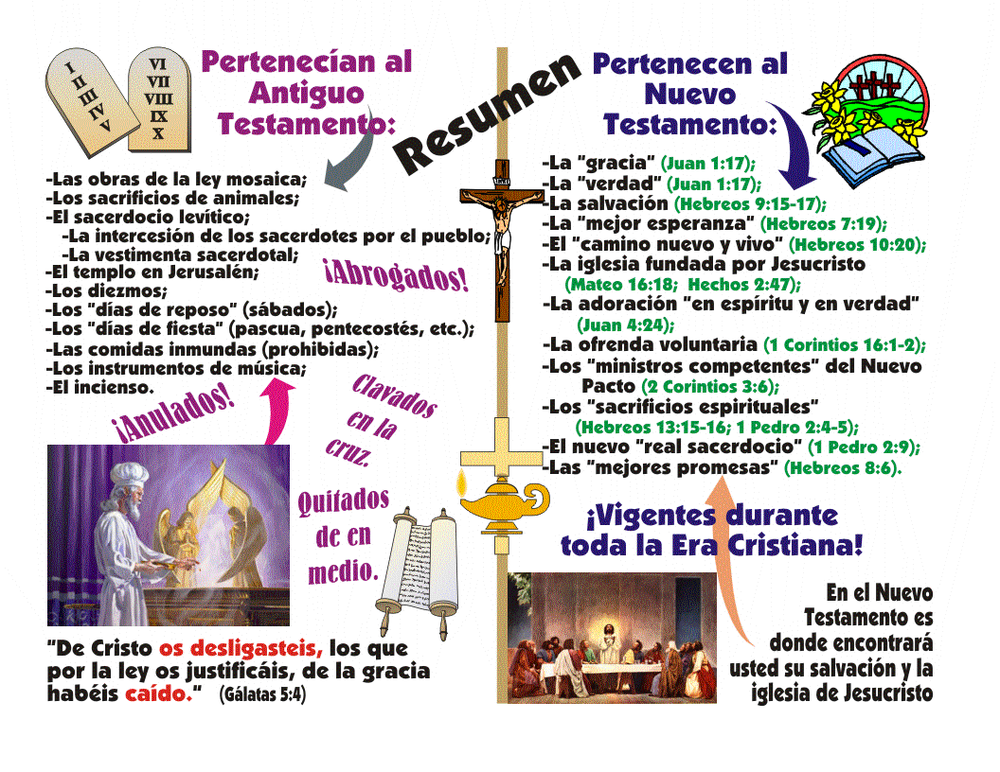 I
II
III
IV
V
VI
VII
VIII
IX
X
Pertenecían al
Antiguo
Testamento:
Resumen
-Las obras de la ley mosaica;
-Los sacrificios de animales;
-El sacerdocio levítico;
-La intercesión de los sacerdotes por el pueblo;
-La vestimenta sacerdotal;
-El templo en Jerusalén;
-Los diezmos;
-Los "días de reposo" (sábados);
-Los "días de fiesta" (pascua, pentecostés, etc.);
-Las comidas inmundas (prohibidas);
-Los instrumentos de música;
-El incienso.
¡Abrogados!
¡Anulados!
Clavados
en la
cruz.
Quitados
de en
medio.
"De Cristo os desligasteis, los que
por la ley os justificáis, de la gracia
habéis caído." (Gálatas 5:4)
Pertenecen al
Nuevo
Testamento:
-La "gracia" (Juan 1:17);
-La "verdad" (Juan 1:17);
-La salvación (Hebreos 9:15-17);
-La "mejor esperanza" (Hebreos 7:19);
-El "camino nuevo y vivo" (Hebreos 10:20);
-La iglesia fundada por Jesucristo
(Mateo 16:18; Hechos 2:47);
-La adoración "en espíritu y en verdad"
(Juan 4:24);
-La ofrenda voluntaria (1 Corintios 16:1-2);
-Los "ministros competentes" del Nuevo
Pacto (2 Corintios 3:6);
-Los "sacrificios espirituales"
(Hebreos 13:15-16; 1 Pedro 2:4-5);
-El nuevo "real sacerdocio" (1 Pedro 2:9);
-Las "mejores promesas" (Hebreos 8:6).
¡Vigentes durante
toda la Era Cristiana!
En el Nuevo
Testamento es
donde encontrará
usted su salvación y la
iglesia de Jesucristo